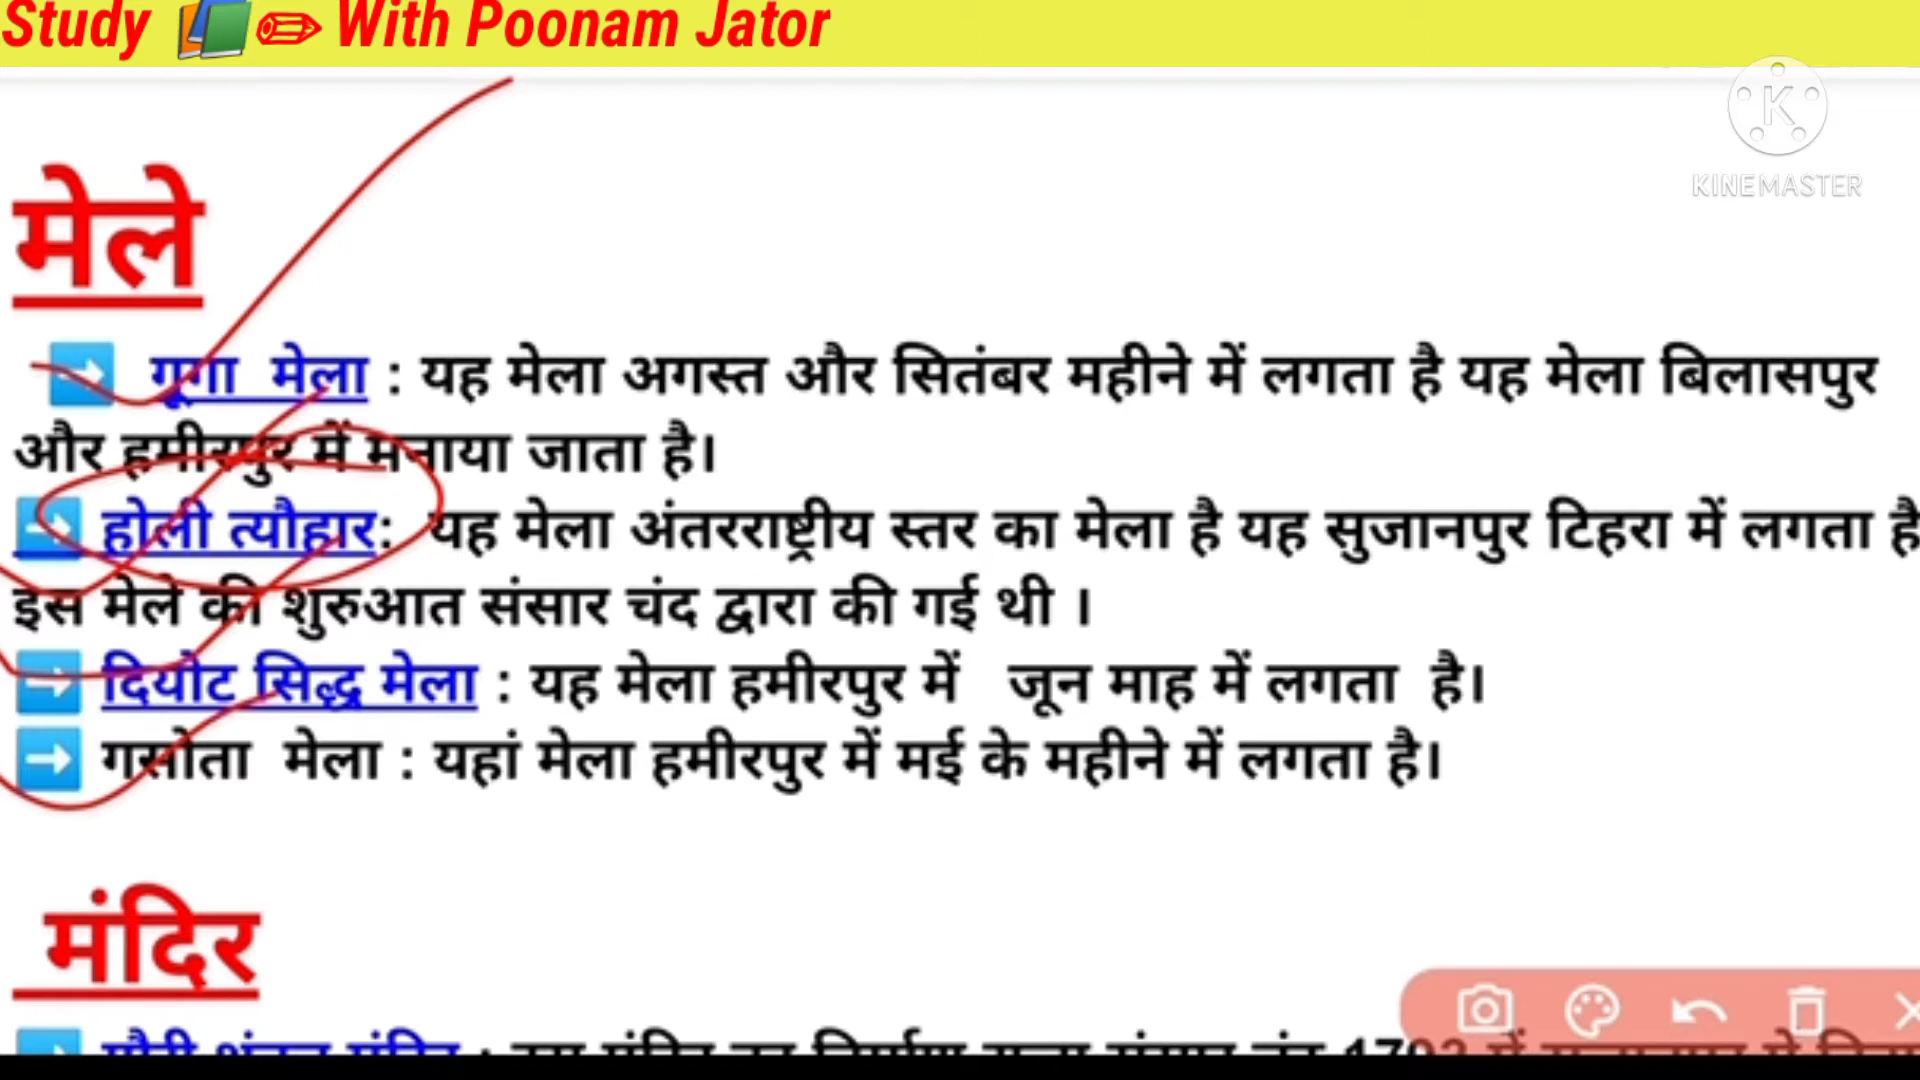 Study With Poonam Jator
KINEMASTER
मेले
गूगा मेला : यह मेला अगस्त और सितंबर महीने में लगता है यह मेला बिलासपुर
और हमीरपुर में मनाया जाता है।
होली त्यौहार: यह मेला अंतरराष्ट्रीय स्तर का मेला है यह सुजानपुर टिहरा में लगता है
इस मेले की शुरुआत संसार चंद द्वारा की गई थी ।
दियोट सिद्ध मेला : यह मेला हमीरपुर में जून माह में लगता है।
गसोता मेला : यहां मेला हमीरपुर में मई के महीने में लगता है।
मंदिर